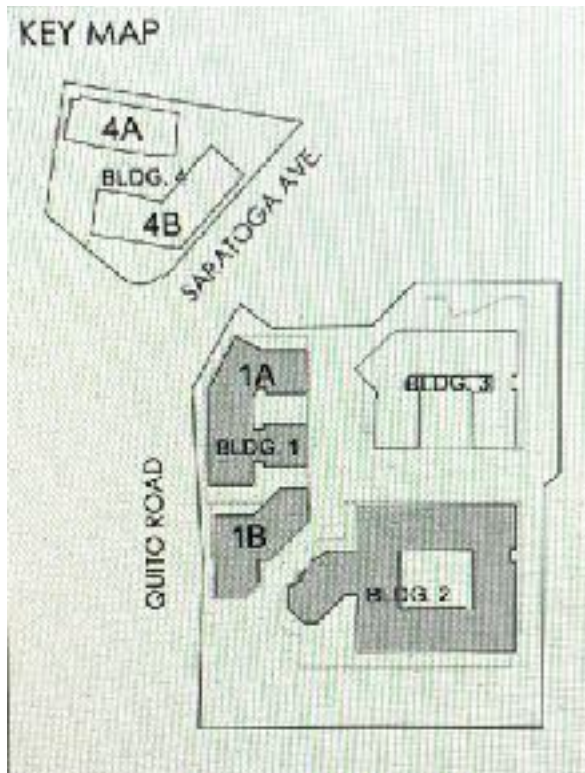 KEY MAP
4A
BLDG. 4
4B
SARATOGA AVE.
1A
BLDG. 3
BLDG. 1
QUITO ROAD
1B
BLDG. 2